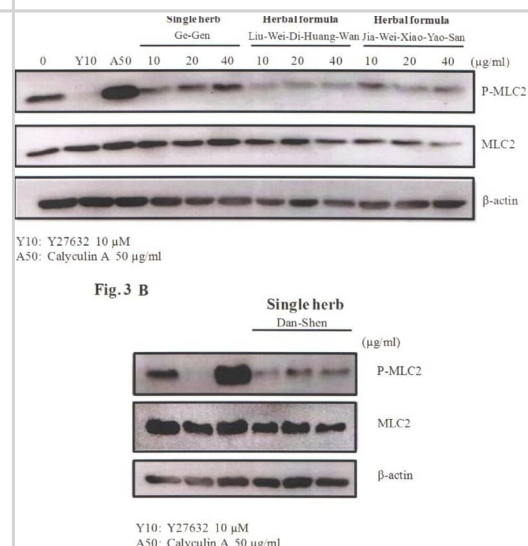 Single herb Herbal formula Herbal formula
Ge-Gen Liu-Wei-Di-Huang-Wan Jia-Wei-Xiao-Yao-San
0 Y10 A50 10 20 40 10 20 40 10 20 40 (µg/ml)
P-MLC2
MLC2
β-actin
Y10: Y27632 10 µM
A50: Calyculin A 50 µg/ml
Fig.3 B
Single herb
Dan-Shen
(µg/ml)
P-MLC2
MLC2
β-actin
Y10: Y27632 10 µM
A50: Calyculin A 50 µg/ml